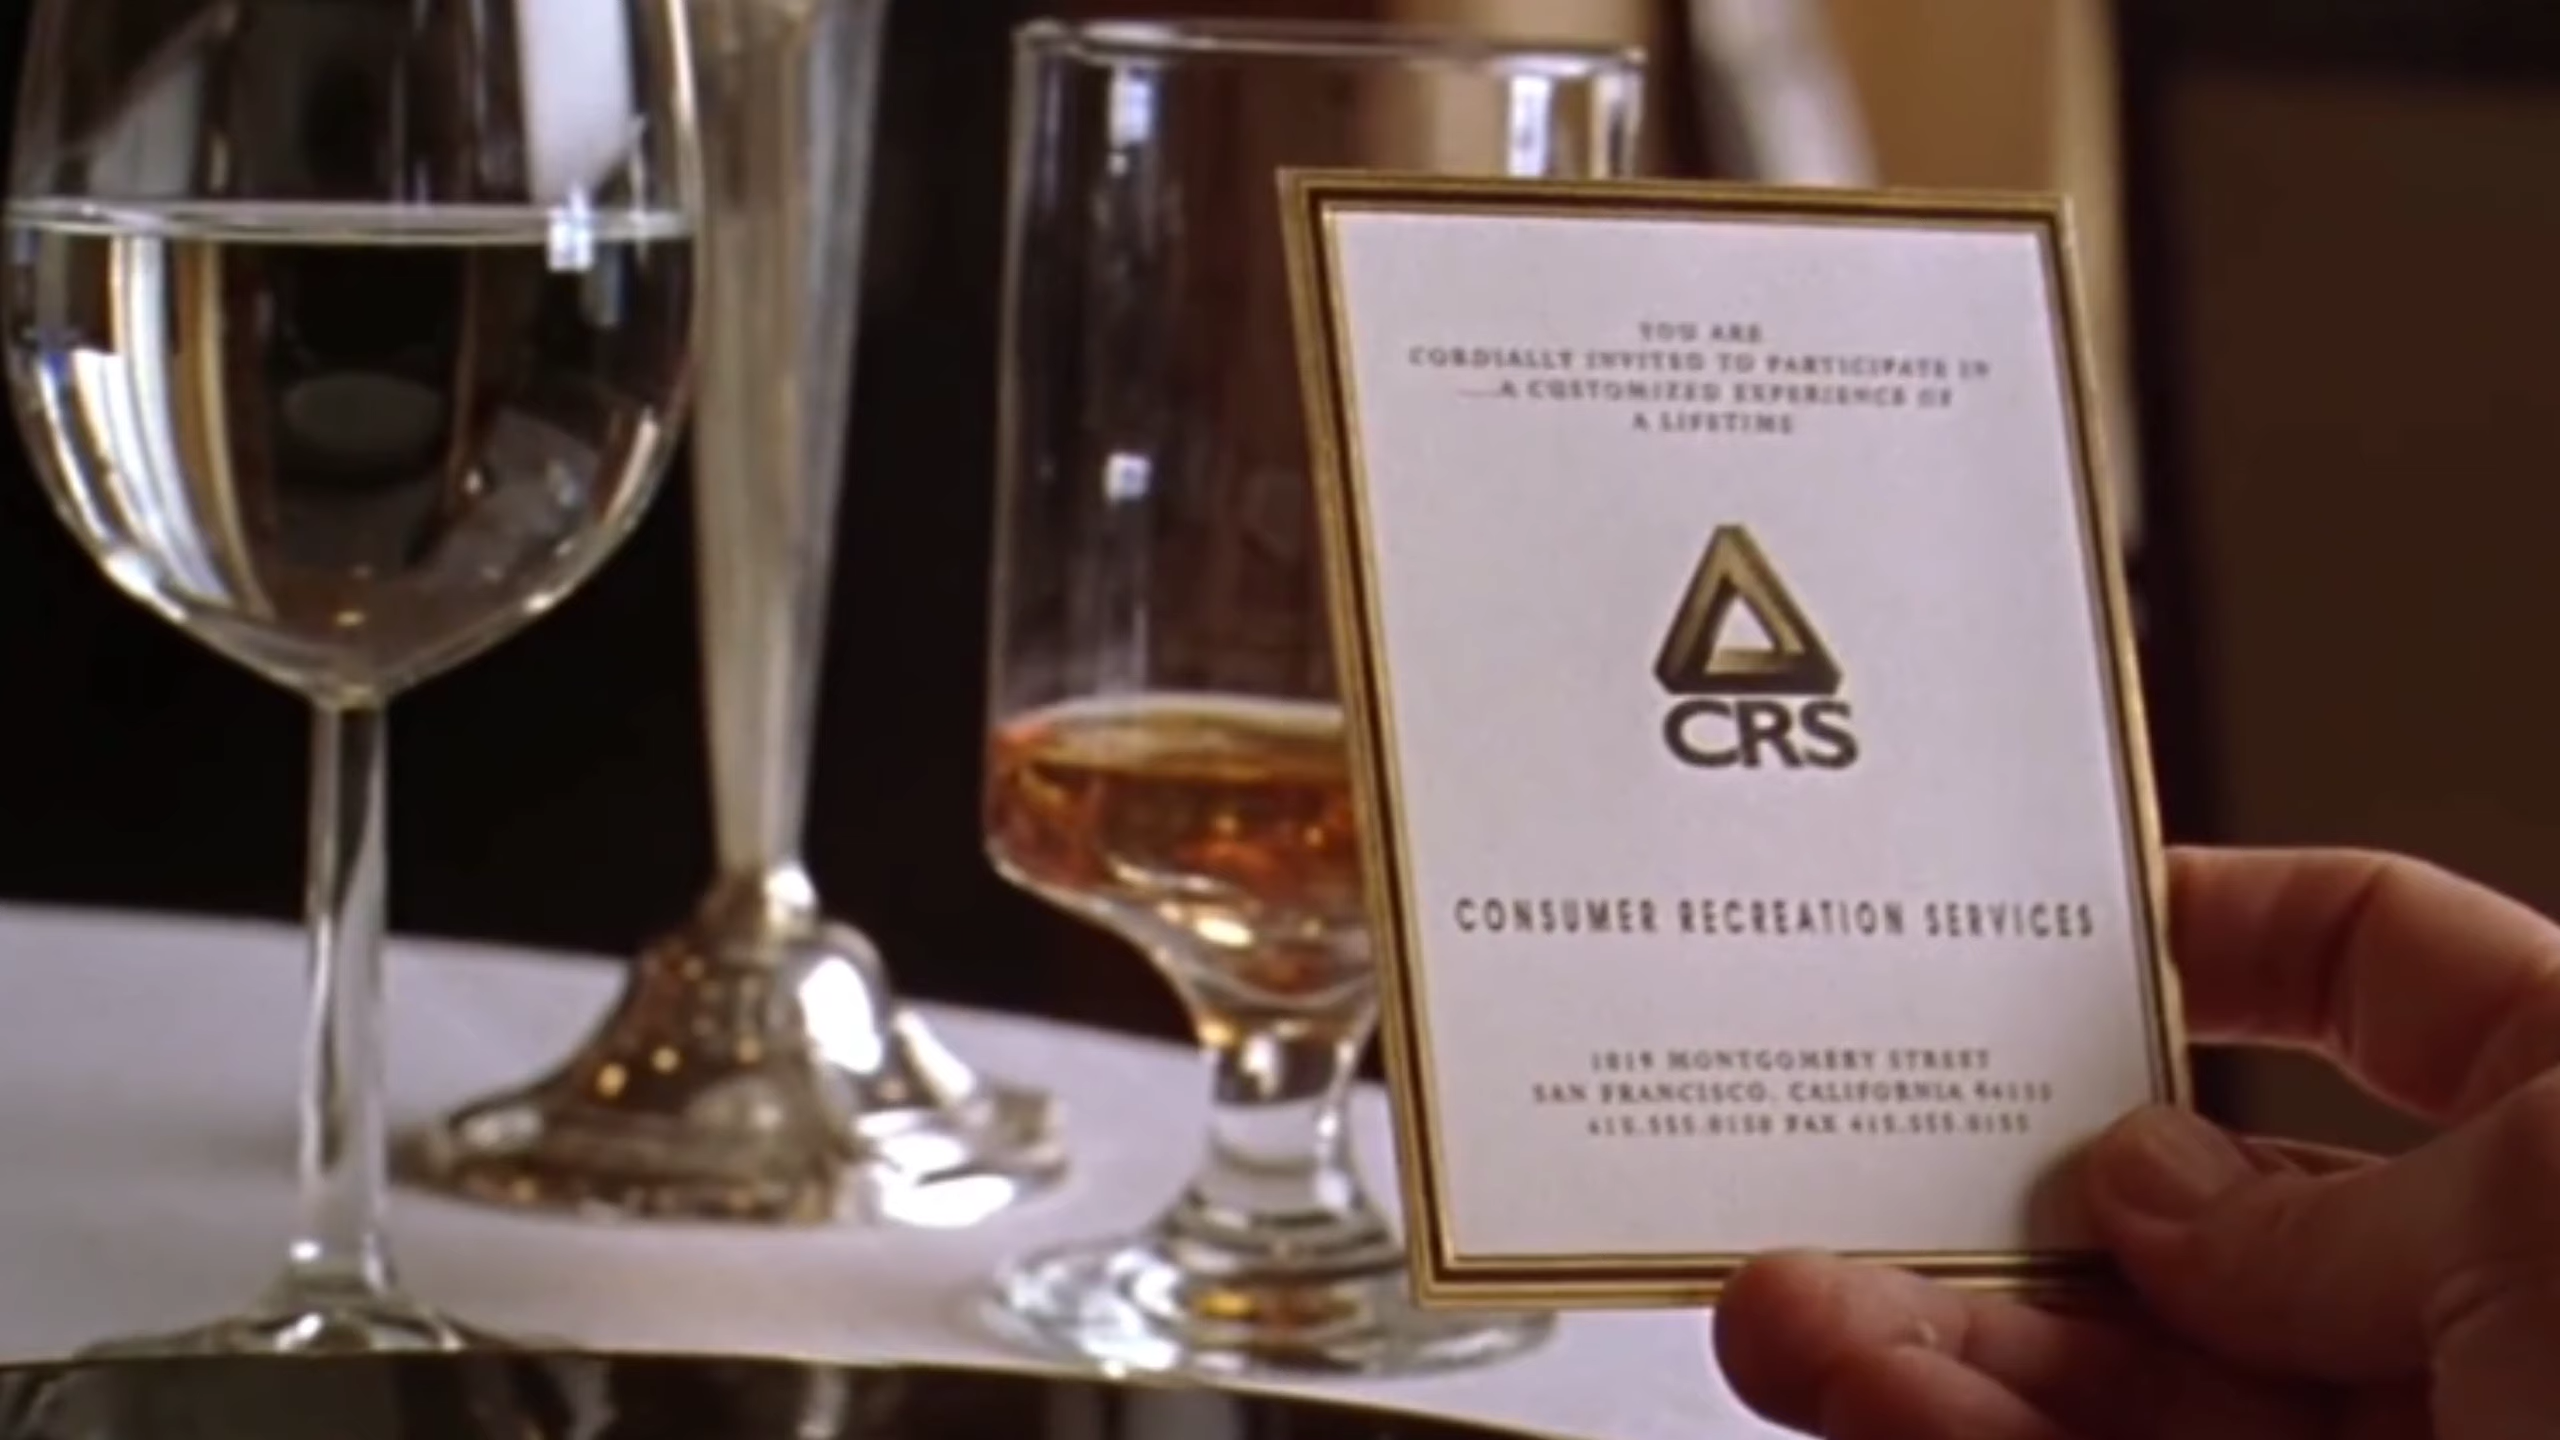 YOU ARE
CORDIALLY INVITED TO PARTICIPATE IN
....A CUSTOMIZED EXPERIENCE OF
A LIFETIME
CRS
CONSUMER RECREATION SERVICES
1019 MONTGOMERY STREET
SAN FRANCISCO, CALIFORNIA
FAX